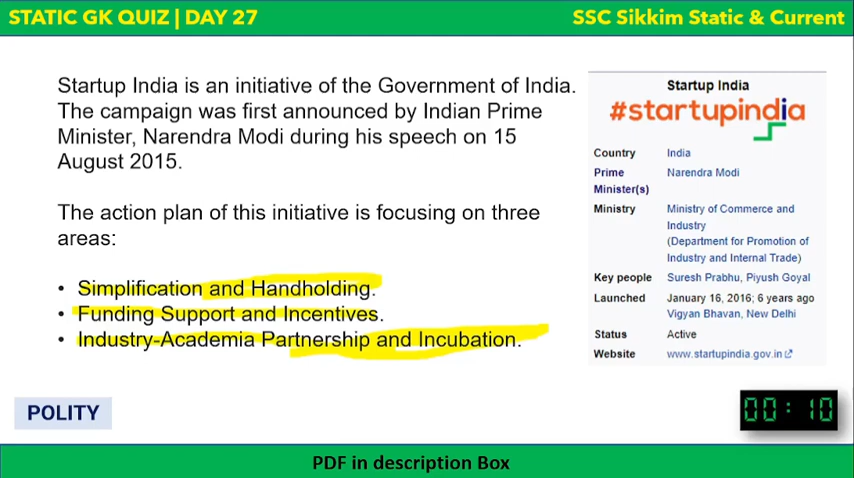 STATIC GK QUIZ | DAY 27
SSC Sikkim Static & Current
Startup India is an initiative of the Government of India.
The campaign was first announced by Indian Prime
Minister, Narendra Modi during his speech on 15
August 2015.
The action plan of this initiative is focusing on three
areas:
• Simplification and Handholding.
• Funding Support and Incentives.
• Industry-Academia Partnership and Incubation.
Startup India
#startupindia
Country India
Prime Narendra Modi
Minister(s)
Ministry Ministry of Commerce and
Industry
(Department for Promotion of
Industry and Internal Trade)
Key people Suresh Prabhu, Piyush Goyal
Launched January 16, 2016; 6 years ago
Vigyan Bhavan, New Delhi
Status Active
Website www.startupindia.gov.in
POLITY
00:10
PDF in description Box